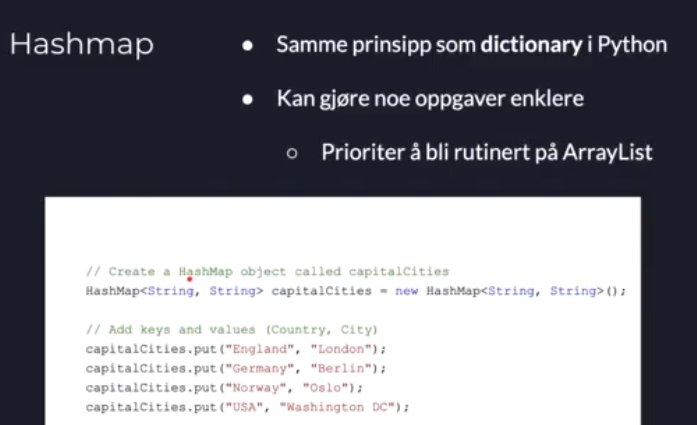 Hashmap
● Samme prinsipp som dictionary i Python
● Kan gjøre noe oppgaver enklere
○ Prioriter å bli rutinert på ArrayList
// Create a HashMap object called capitalCities
HashMap<String, String> capitalCities = new HashMap<String, String>();
// Add keys and values (Country, City)
capitalCities.put("England", "London");
capitalCities.put("Germany", "Berlin");
capitalCities.put("Norway", "Oslo");
capitalCities.put("USA", "Washington DC");